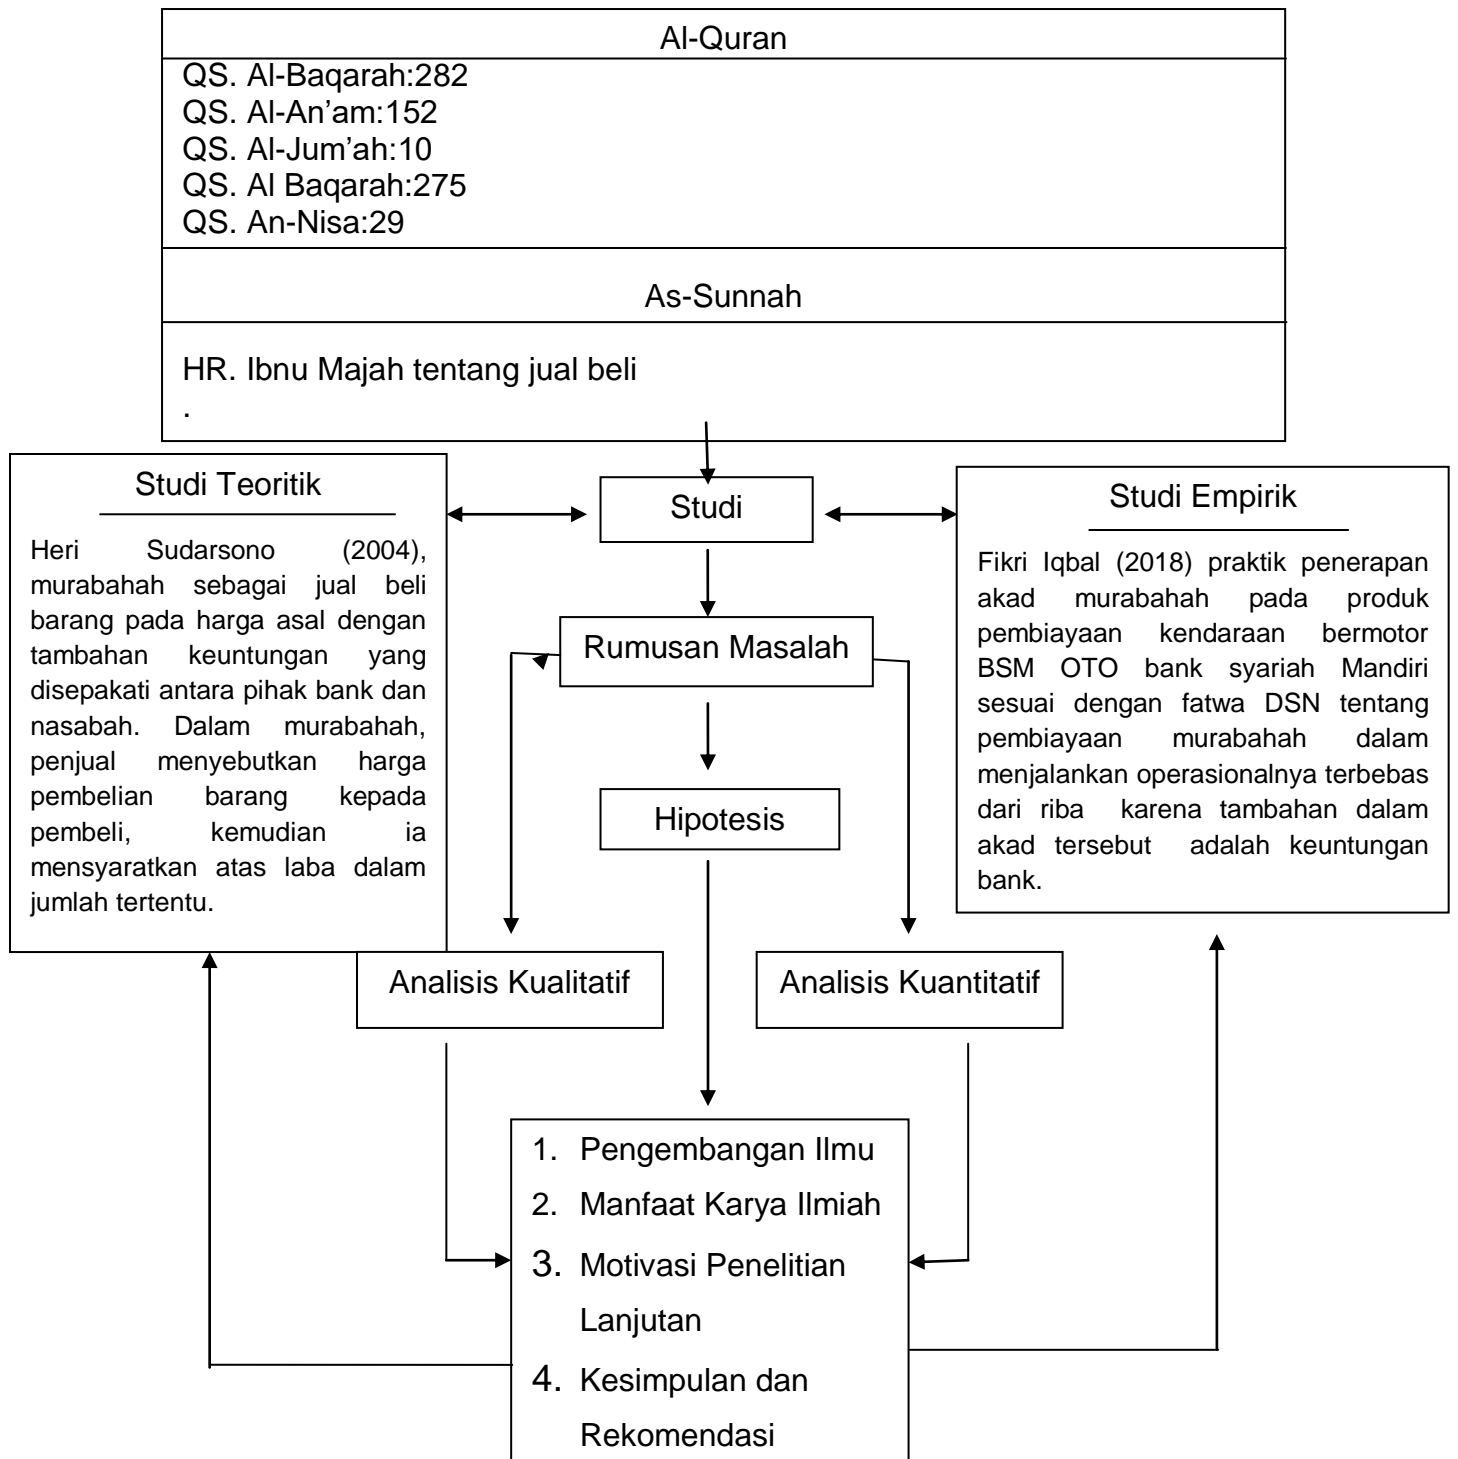 Al-Quran
QS. Al-Baqarah:282
QS. Al-An’am:152
QS. Al-Jum’ah:10
QS. Al Baqarah:275
QS. An-Nisa:29
As-Sunnah
HR. Ibnu Majah tentang jual beli
.
Studi Teoritik
Heri Sudarsono (2004),
murabahah sebagai jual beli
barang pada harga asal dengan
tambahan keuntungan yang
disepakati antara pihak bank dan
nasabah. Dalam murabahah,
penjual menyebutkan harga
pembelian barang kepada
pembeli, kemudian ia
mensyaratkan atas laba dalam
jumlah tertentu.
Studi
Studi Empirik
Fikri Iqbal (2018) praktik penerapan
akad murabahah pada produk
pembiayaan kendaraan bermotor
BSM OTO bank syariah Mandiri
sesuai dengan fatwa DSN tentang
pembiayaan murabahah dalam
menjalankan operasionalnya terbebas
dari riba karena tambahan dalam
akad tersebut adalah keuntungan
bank.
Rumusan Masalah
Hipotesis
Analisis Kualitatif
Analisis Kuantitatif
1. Pengembangan Ilmu
2. Manfaat Karya Ilmiah
3. Motivasi Penelitian
Lanjutan
4. Kesimpulan dan
Rekomendasi